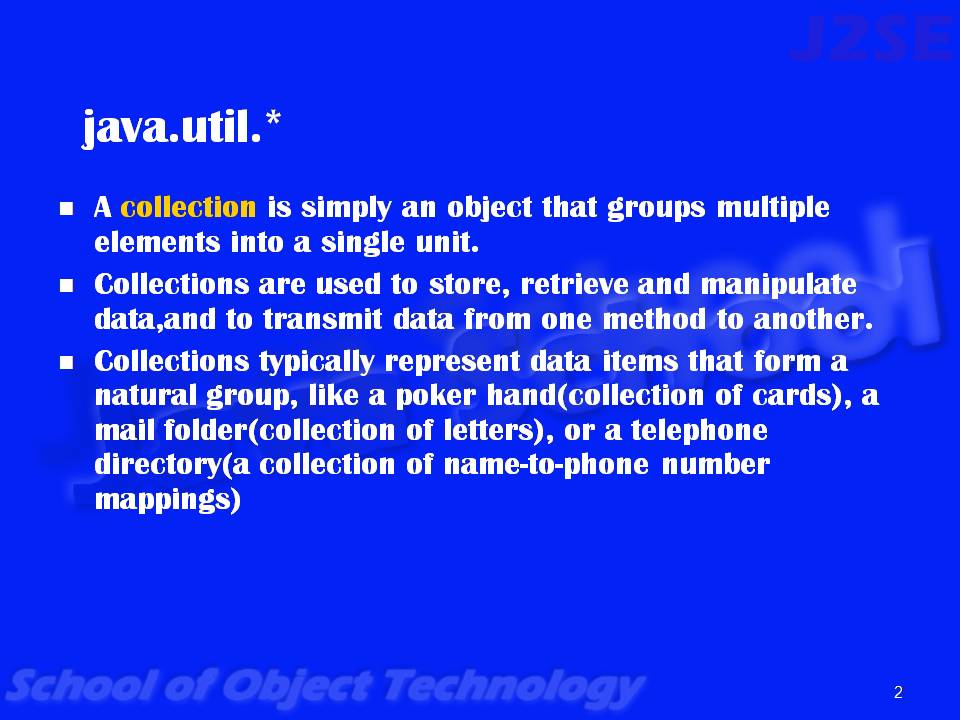 J2SE
java.util.*
A collection is simply an object that groups multiple
elements into a single unit.
Collections are used to store, retrieve and manipulate
data,and to transmit data from one method to another.
Collections typically represent data items that form a
natural group, like a poker hand(collection of cards), a
mail folder(collection of letters), or a telephone
directory(a collection of name-to-phone number
mappings)
School of Object Technology
2